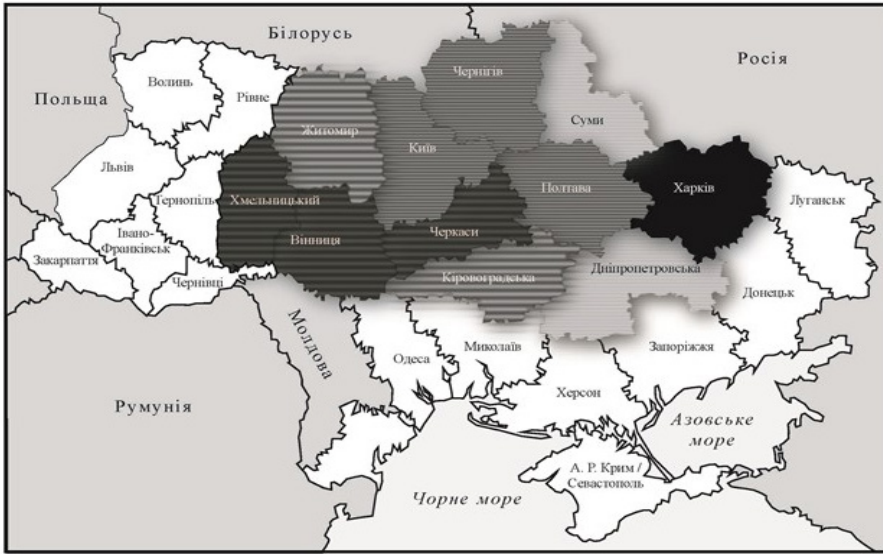 Білорусь
Росія
Польща
Волинь
Рівне
Житомир
Київ
Чернігів
Суми
Львів
Тернопіль
Хмельницький
Вінниця
Черкаси
Полтава
Харків
Луганськ
Івано-
Франківськ
Закарпаття
Чернівці
Кіровоградська
Дніпропетровська
Донецьк
Молдова
Одеса
Миколаїв
Запоріжжя
Херсон
Румунія
Азовське
море
А. Р. Крим /
Севастополь
Чорне море